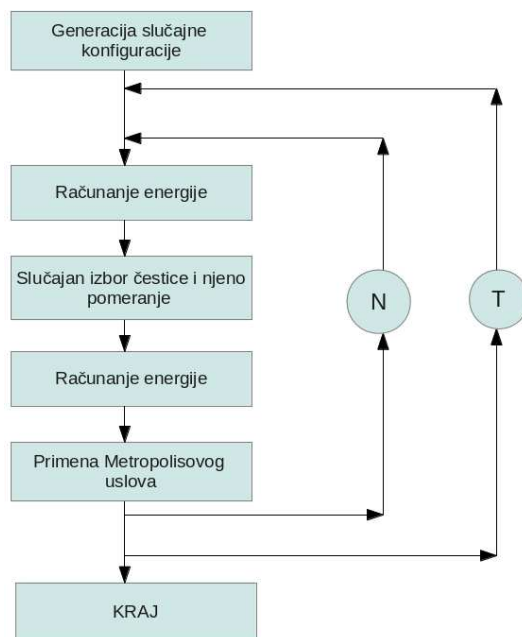 Generacija slučajne
konfiguracije
Računanje energije
Slučajan izbor čestice i njeno
pomeranje
N
T
Računanje energije
Primena Metropolisovog
uslova
KRAJ